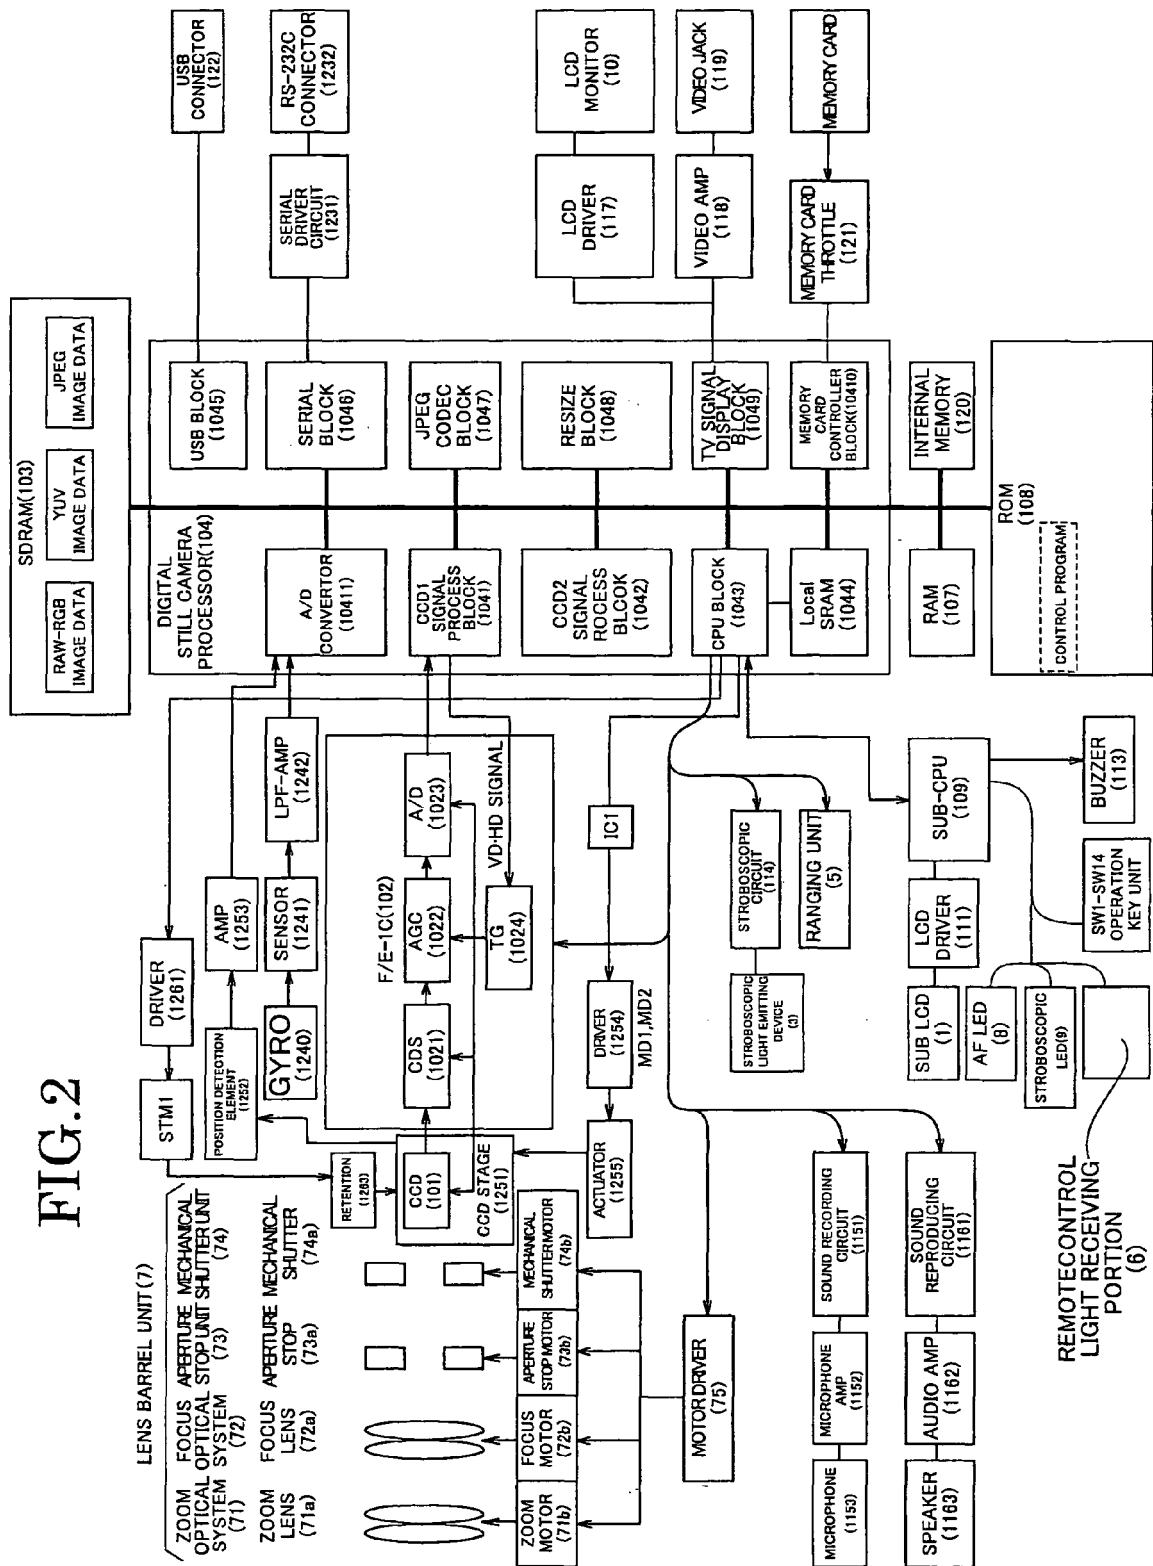 FIG.2
LENS BARREL UNIT(7)
ZOOM
OPTICAL
SYSTEM
(71)
FOCUS
OPTICAL
SYSTEM
(72)
APERTURE
STOP UNIT
(73)
MECHANICAL
SHUTTER UNIT
(74)
ZOOM
LENS
(71a)
FOCUS
LENS
(72a)
APERTURE
STOP
(73a)
MECHANICAL
SHUTTER
(74a)
ZOOM
MOTOR
(71b)
FOCUS
MOTOR
(72b)
APERTURE
STOP MOTOR
(73b)
MECHANICAL
SHUTTER MOTOR
(74b)
MOTOR DRIVER
(75)
STM1
DRIVER
(1261)
POSITION DETECTION
ELEMENT
(1252)
AMP
(1253)
GYRO
(1240)
SENSOR
(1241)
LPF-AMP
(1242)
RETENTION
(1263)
CCD
(101)
CCD STAGE
(1251)
F/E-1C(102)
CDS
(1021)
AGC
(1022)
A/D
(1023)
TG
(1024)
VD·HD SIGNAL
ACTUATOR
(1255)
DRIVER
(1254)
MD1,MD2
IC1
STROBOSCOPIC
LIGHT EMITTING
DEVICE
(3)
STROBOSCOPIC
CIRCUIT
(114)
RANGING UNIT
(5)
MICROPHONE
(1153)
MICROPHONE
AMP
(1152)
SOUND RECORDING
CIRCUIT
(1151)
SPEAKER
(1163)
AUDIO AMP
(1162)
SOUND
REPRODUCING
CIRCUIT
(1161)
SUB LCD
(1)
LCD
DRIVER
(111)
SUB-CPU
(109)
AF LED
(8)
STROBOSCOPIC
LED(9)
SW1-SW14
OPERATION
KEY UNIT
BUZZER
(113)
REMOTECONTROL
LIGHT RECEIVING
PORTION
(6)
SDRAM(103)
RAW-RGB
IMAGE DATA
YUV
IMAGE DATA
JPEG
IMAGE DATA
DIGITAL
STILL CAMERA
PROCESSSOR(104)
A/D
CONVERTOR
(10411)
CCD1
SIGNAL
PROCESS
BLOCK
(1041)
CCD2
SIGNAL
ROCESS
BLCOK
(1042)
CPU BLOCK
(1043)
Local
SRAM
(1044)
USB BLOCK
(1045)
SERIAL
BLOCK
(1046)
JPEG
CODEC
BLOCK
(1047)
RESIZE
BLOCK
(1048)
TV SIGNAL
DISPLAY
BLOCK
(1049)
MEMORY
CARD
CONTROLLER
BLOCK(10410)
RAM
(107)
INTERNAL
MEMORY
(120)
ROM
(108)
CONTROL PROGRAM
USB
CONNECTOR
(122)
SERIAL
DRIVER
CIRCUIT
(1231)
RS-232C
CONNECTOR
(1232)
LCD
DRIVER
(117)
LCD
MONITOR
(10)
VIDEO AMP
(118)
VIDEO JACK
(119)
MEMORY CARD
THROTTLE
(121)
MEMORY CARD